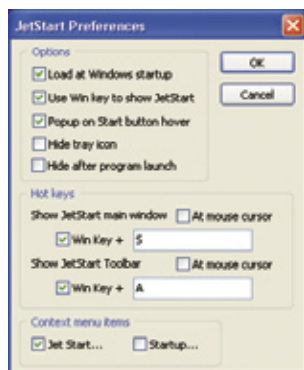 JetStart Preferences
Options
Load at Windows startup
OK
Use Win key to show JetStart
Cancel
Popup on Start button hover
Hide tray icon
Hide after program launch
Hot keys
Show JetStart main window At mouse cursor
Win Key + S
Show JetStart Toolbar At mouse cursor
Win Key + A
Context menu items
Jet Start... Startup...